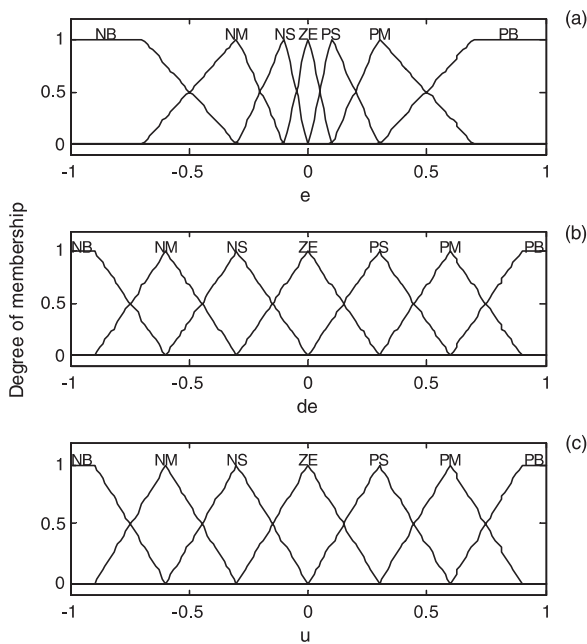 (a)
NB NM NS ZE PS PM PB
1
0.5
0
-1 -0.5 0 0.5 1
e
(b)
NB NM NS ZE PS PM PB
1
0.5
0
-1 -0.5 0 0.5 1
de
Degree of membership
(c)
NB NM NS ZE PS PM PB
1
0.5
0
-1 -0.5 0 0.5 1
u